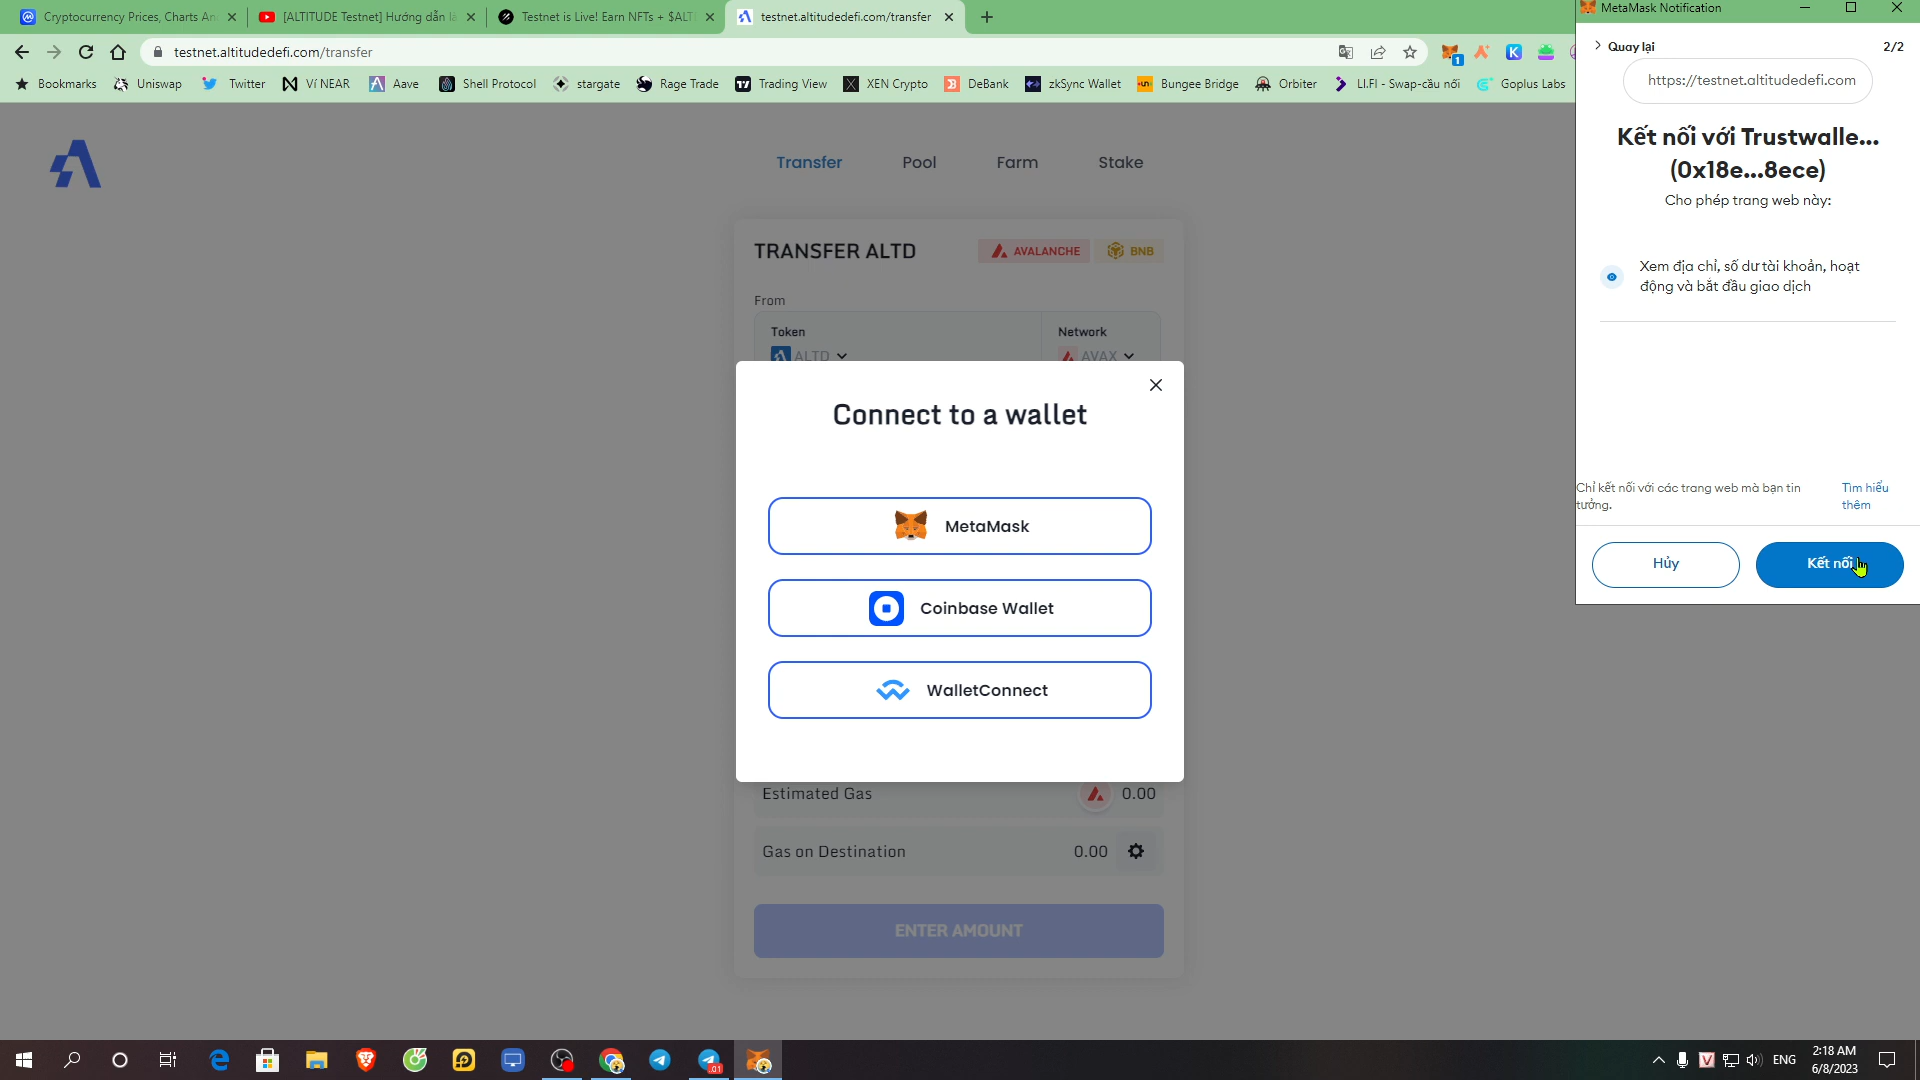 Cryptocurrency Prices, Charts An
[ALTITUDE Testnet] Hướng dẫn là
Testnet is Live! Earn NFTs + $ALT
testnet.altitudedefi.com/transfer
testnet.altitudedefi.com/transfer
1
Bookmarks
Uniswap
Twitter
Ví NEAR
Aave
Shell Protocol
stargate
Rage Trade
Trading View
XEN Crypto
DeBank
zkSync Wallet
Bungee Bridge
Orbiter
LI.FI - Swap-cầu nối
Goplus Labs
Transfer
Pool
Farm
Stake
TRANSFER ALTD
AVALANCHE
BNB
From
Token
Network
ALTD
AVAX
Connect to a wallet
MetaMask
Coinbase Wallet
WalletConnect
Estimated Gas
0.00
Gas on Destination
0.00
ENTER AMOUNT
MetaMask Notification
Quay lại
2/2
https://testnet.altitudedefi.com
Kết nối với Trustwalle...
(0x18e...8ece)
Cho phép trang web này:
Xem địa chỉ, số dư tài khoản, hoạt
động và bắt đầu giao dịch
Chỉ kết nối với các trang web mà bạn tin
tưởng.
Tìm hiểu
thêm
Hủy
Kết nối
ENG
2:18 AM
6/8/2023